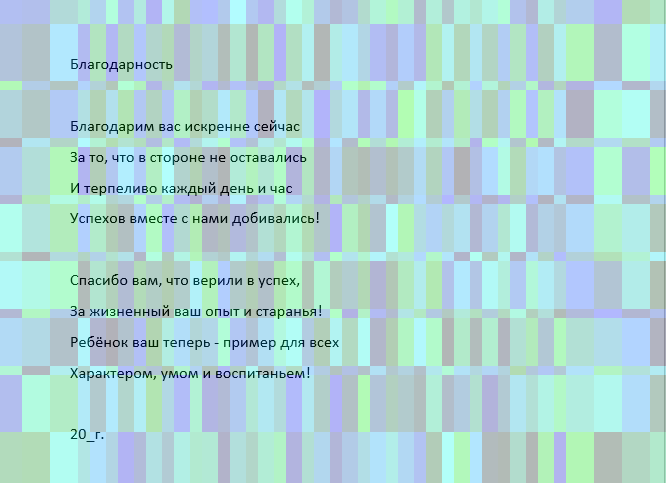 Благодарность
Благодарим вас искренне сейчас
За то, что в стороне не оставались
И терпеливо каждый день и час
Успехов вместе с нами добивались!
Спасибо вам, что верили в успех,
За жизненный ваш опыт и старанья!
Ребёнок ваш теперь - пример для всех
Характером, умом и воспитаньем!
20_г.